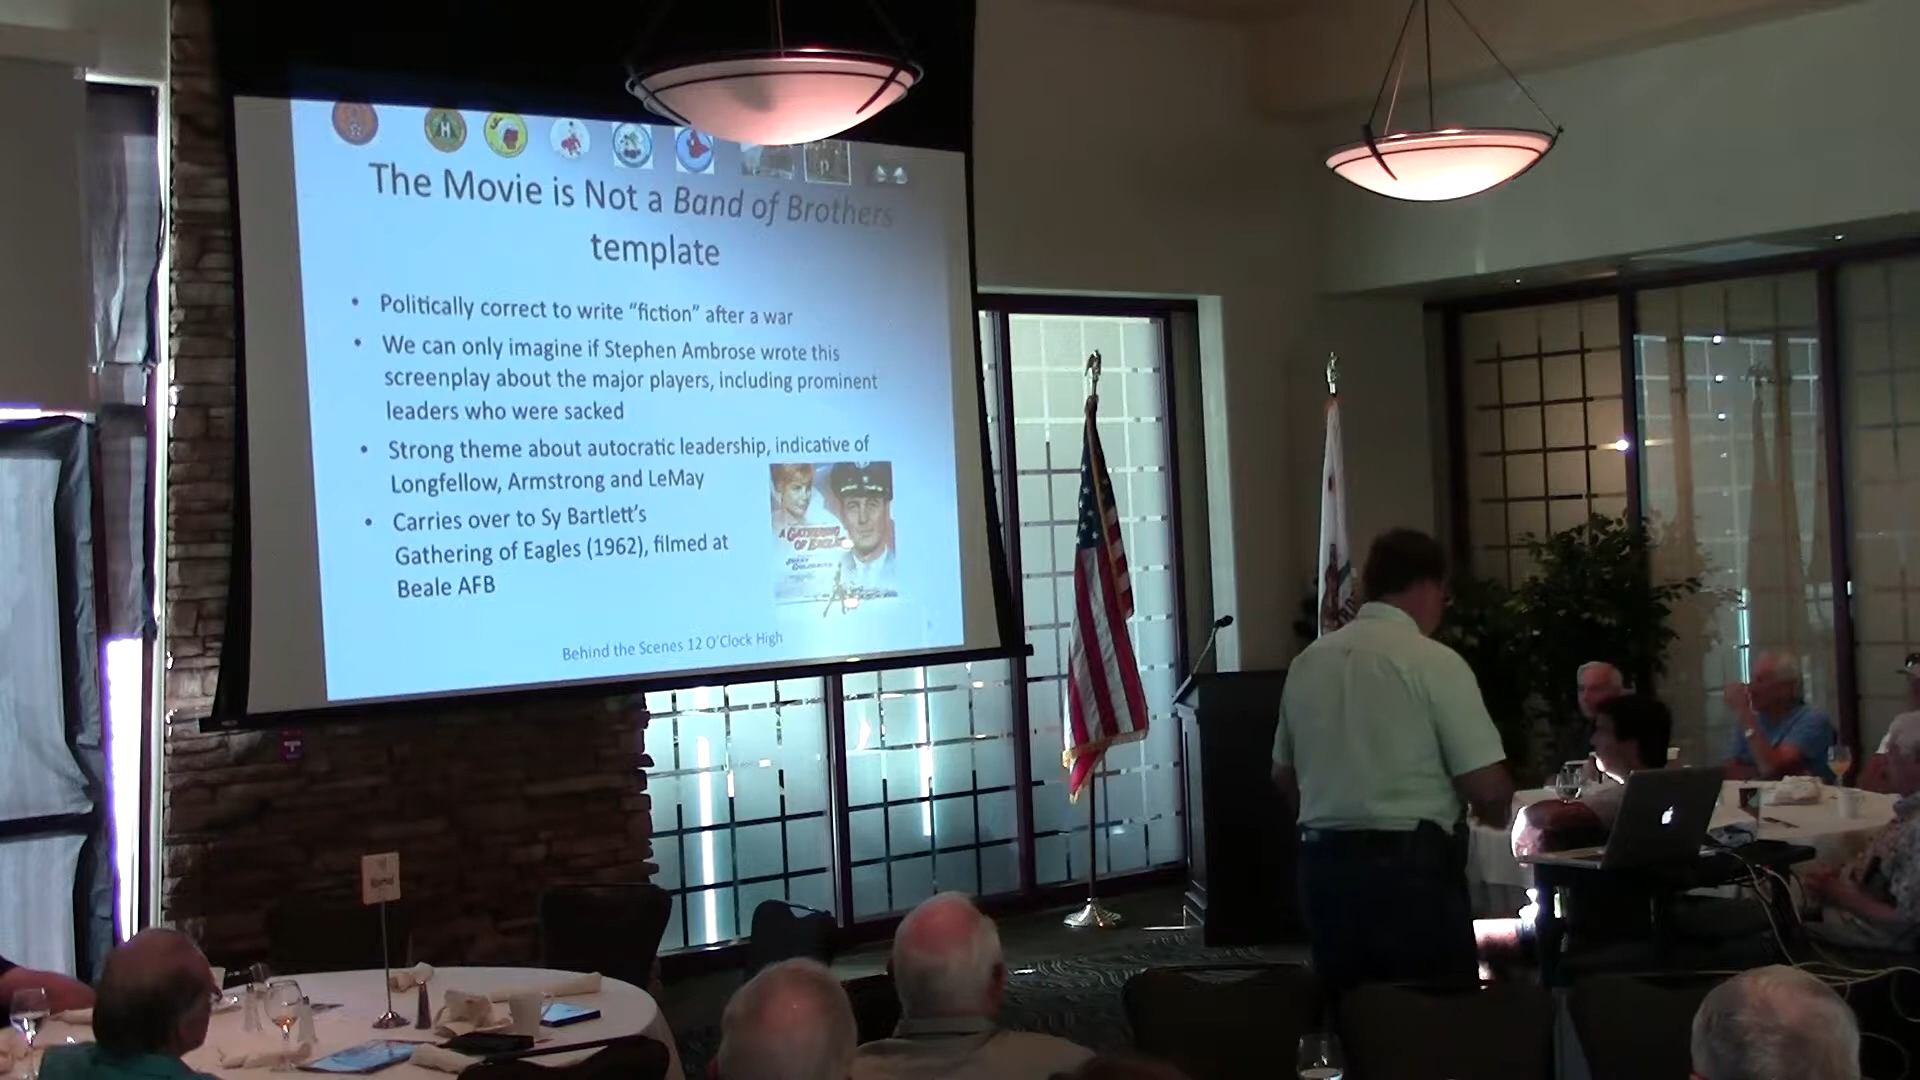 The Movie is Not a Band of Brothers
template
• Politically correct to write “fiction” after a war
• We can only imagine if Stephen Ambrose wrote this
screenplay about the major players, including prominent
leaders who were sacked
• Strong theme about autocratic leadership, indicative of
Longfellow, Armstrong and LeMay
• Carries over to Sy Bartlett’s
Gathering of Eagles (1962), filmed at
Beale AFB
A GATHERING
OF EAGLES
Behind the Scenes 12 O’Clock High
H